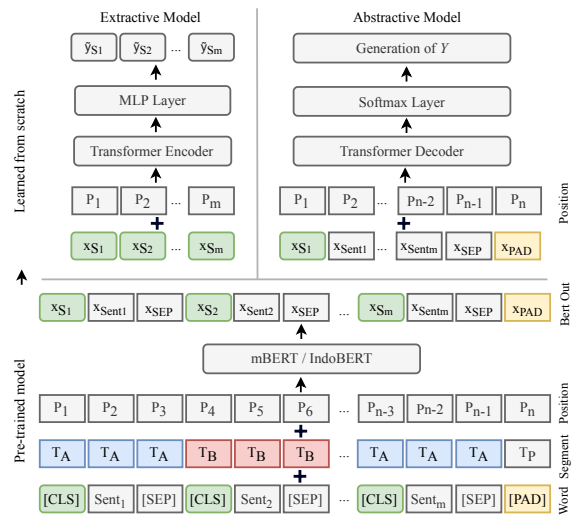 Extractive Model
Abstractive Model
ỹS1 ỹS2 ... ỹSm
Generation of Y
MLP Layer
Softmax Layer
Transformer Encoder
Transformer Decoder
P1 P2 ... Pm
P1 P2 ... Pn-2 Pn-1 Pn
+
+
xS1 xS2 ... xSm
xS1 xSent1 ... xSentm xSEP xPAD
Learned from scratch
Position
xS1 xSent1 xSEP xS2 xSent2 xSEP ... xSm xSentm xSEP xPAD
Bert Out
mBERT / IndoBERT
P1 P2 P3 P4 P5 P6 ... Pn-3 Pn-2 Pn-1 Pn
Position
+
TA TA TA TB TB TB ... TA TA TA TP
Segment
+
[CLS] Sent1 [SEP] [CLS] Sent2 [SEP] ... [CLS] Sentm [SEP] [PAD]
Word
Pre-trained model